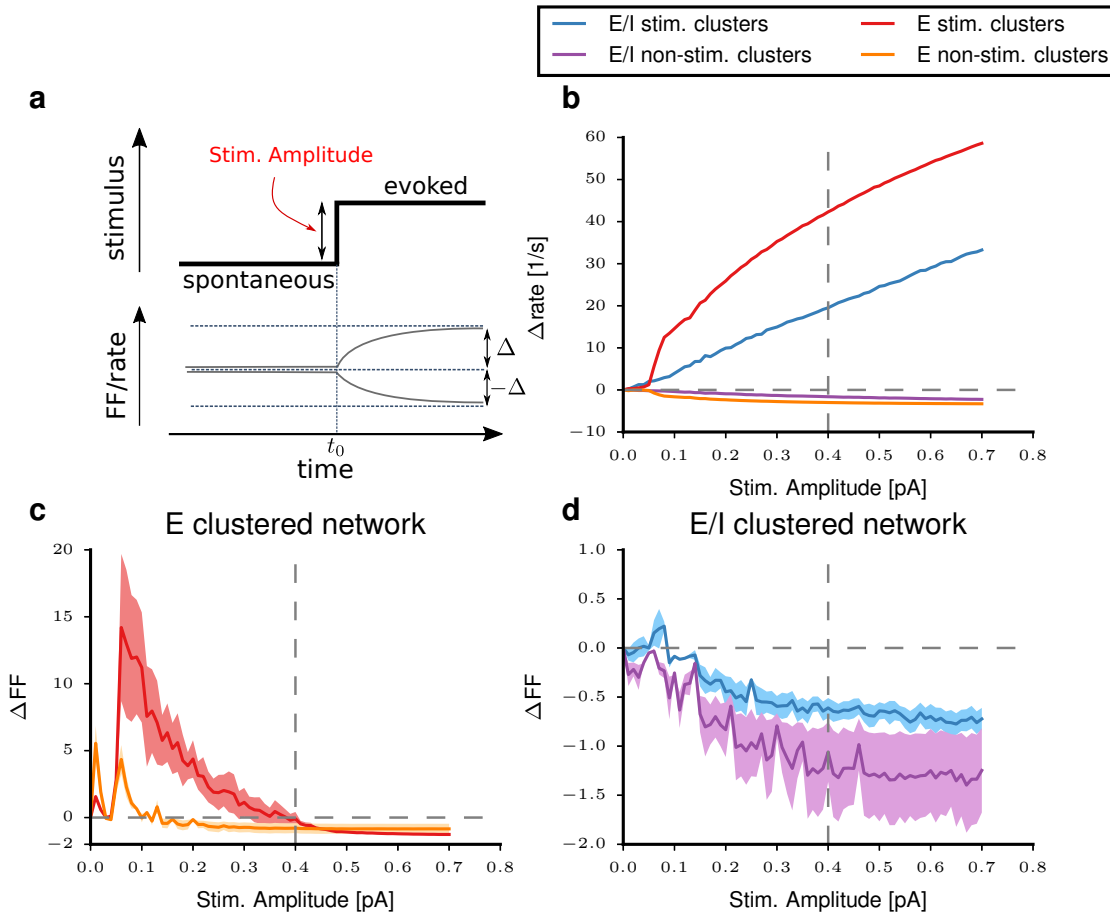 E/I stim. clusters
E stim. clusters
E/I non-stim. clusters
E non-stim. clusters
a
stimulus
Stim. Amplitude
evoked
spontaneous
FF/rate
Δ
−Δ
t0
time
b
Δrate [1/s]
60
50
40
30
20
10
0
−10
0.0 0.1 0.2 0.3 0.4 0.5 0.6 0.7 0.8
Stim. Amplitude [pA]
c
E clustered network
ΔFF
20
15
10
5
0
−2
0.0 0.1 0.2 0.3 0.4 0.5 0.6 0.7 0.8
Stim. Amplitude [pA]
d
E/I clustered network
ΔFF
1.0
0.5
0.0
−0.5
−1.0
−1.5
−2.0
0.0 0.1 0.2 0.3 0.4 0.5 0.6 0.7 0.8
Stim. Amplitude [pA]